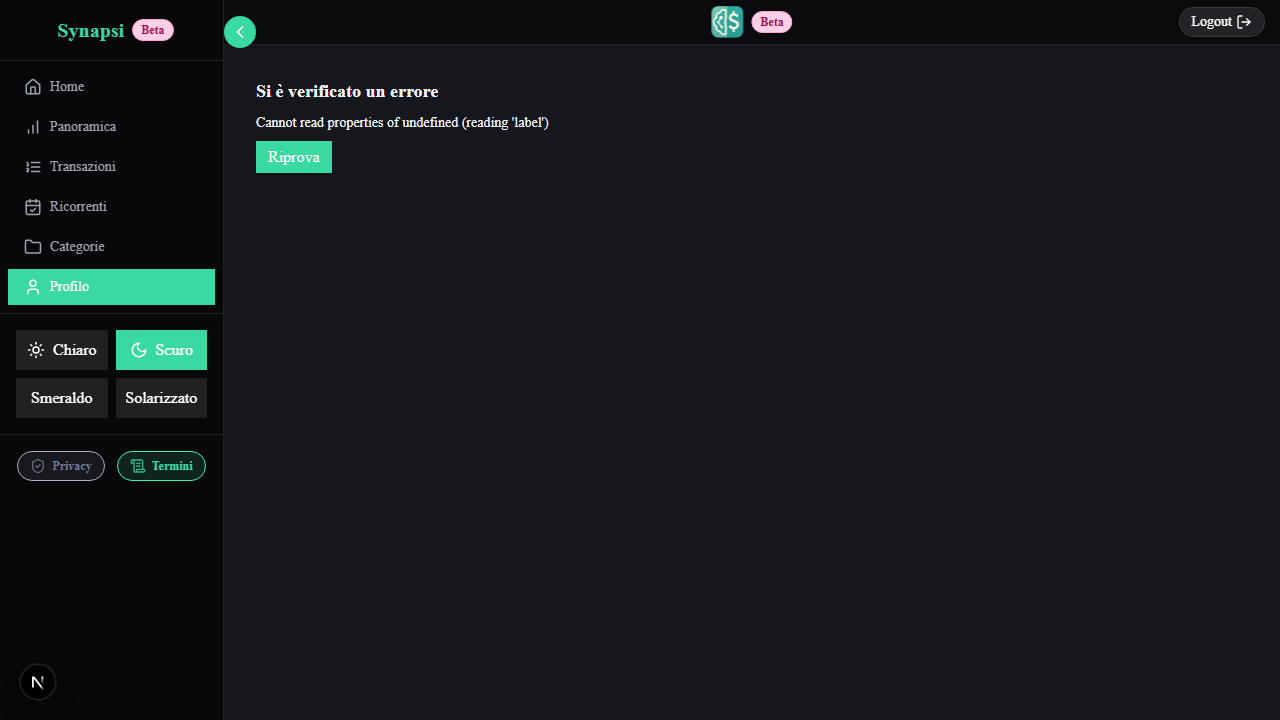 Synapsi Beta
Home
Panoramica
Transazioni
Ricorrenti
Categorie
Profilo
Chiaro
Scuro
Smeraldo
Solarizzato
Privacy
Termini
N
$
Beta
Logout
Si è verificato un errore
Cannot read properties of undefined (reading 'label')
Riprova